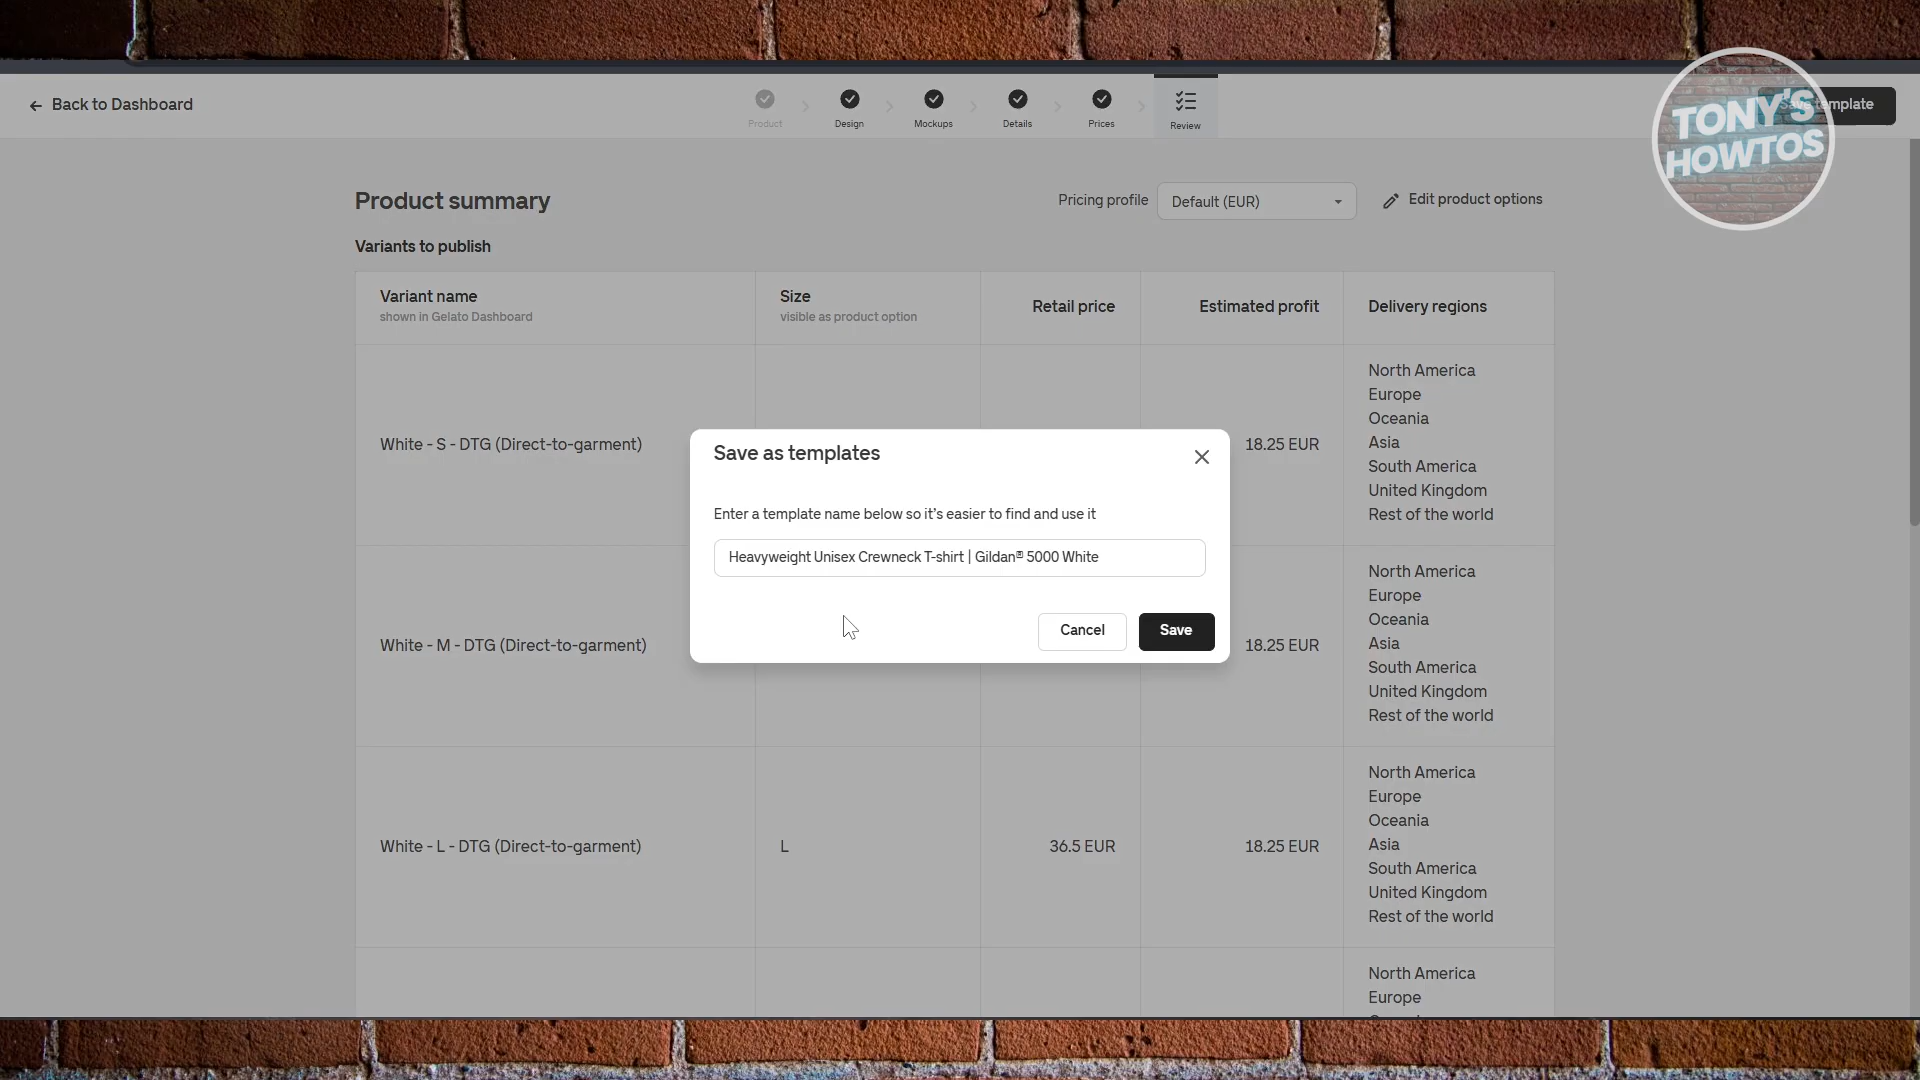 Back to Dashboard
Product
Design
Mockups
Details
Prices
Review
Save template
TONY'S
HOWTOS
Product summary
Pricing profile
Default (EUR)
Edit product options
Variants to publish
Variant name
shown in Gelato Dashboard
Size
visible as product option
Retail price
Estimated profit
Delivery regions
White - S - DTG (Direct-to-garment)
18.25 EUR
North America
Europe
Oceania
Asia
South America
United Kingdom
Rest of the world
Save as templates
Enter a template name below so it's easier to find and use it
Heavyweight Unisex Crewneck T-shirt | Gildan® 5000 White
Cancel
Save
White - M - DTG (Direct-to-garment)
18.25 EUR
North America
Europe
Oceania
Asia
South America
United Kingdom
Rest of the world
White - L - DTG (Direct-to-garment)
L
36.5 EUR
18.25 EUR
North America
Europe
Oceania
Asia
South America
United Kingdom
Rest of the world
North America
Europe